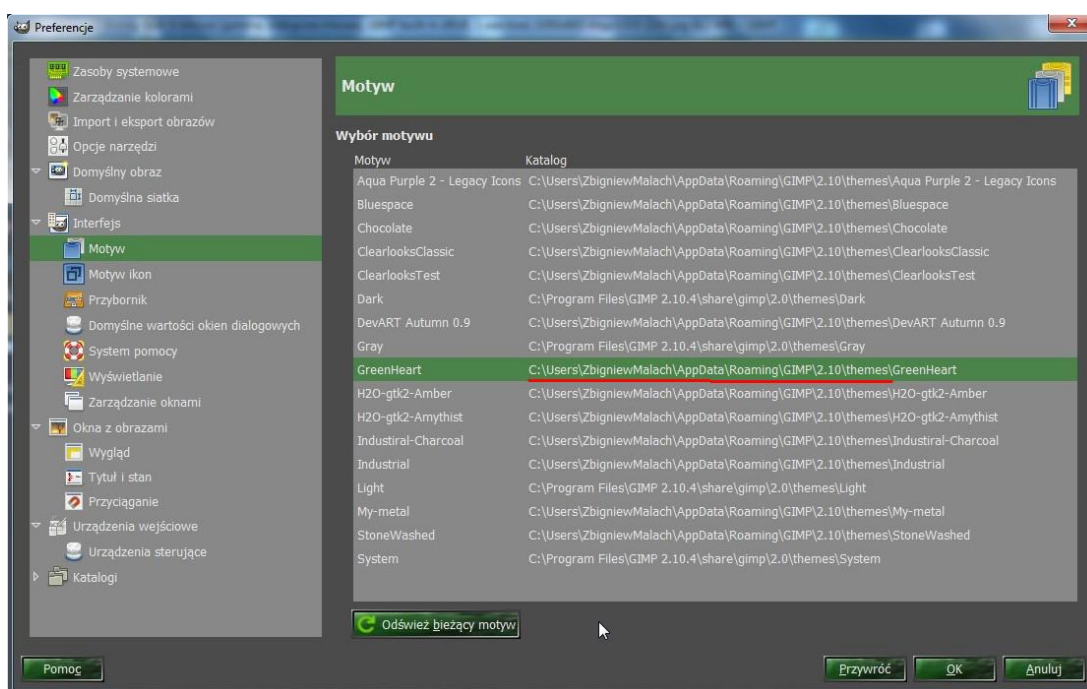 Preferencje
Zasoby systemowe
Zarządzanie kolorami
Import i eksport obrazów
Opcje narzędzi
Domyślny obraz
Domyślna siatka
Interfejs
Motyw
Motyw ikon
Przybornik
Domyślne wartości okien dialogowych
System pomocy
Wyświetlanie
Zarządzanie oknami
Okna z obrazami
Wygląd
Tytuł i stan
Przyciąganie
Urządzenia wejściowe
Urządzenia sterujące
Katalogi
Motyw
Wybór motywu
Motyw Katalog
Aqua Purple 2 - Legacy Icons C:\Users\ZbigniewMalach\AppData\Roaming\GIMP\2.10\themes\Aqua Purple 2 - Legacy Icons
Bluespace C:\Users\ZbigniewMalach\AppData\Roaming\GIMP\2.10\themes\Bluespace
Chocolate C:\Users\ZbigniewMalach\AppData\Roaming\GIMP\2.10\themes\Chocolate
ClearlooksClassic C:\Users\ZbigniewMalach\AppData\Roaming\GIMP\2.10\themes\ClearlooksClassic
ClearlooksTest C:\Users\ZbigniewMalach\AppData\Roaming\GIMP\2.10\themes\ClearlooksTest
Dark C:\Program Files\GIMP 2.10.4\share\gimp\2.0\themes\Dark
DevART Autumn 0.9 C:\Users\ZbigniewMalach\AppData\Roaming\GIMP\2.10\themes\DevART Autumn 0.9
Gray C:\Program Files\GIMP 2.10.4\share\gimp\2.0\themes\Gray
GreenHeart C:\Users\ZbigniewMalach\AppData\Roaming\GIMP\2.10\themes\GreenHeart
H2O-gtk2-Amber C:\Users\ZbigniewMalach\AppData\Roaming\GIMP\2.10\themes\H2O-gtk2-Amber
H2O-gtk2-Amythist C:\Users\ZbigniewMalach\AppData\Roaming\GIMP\2.10\themes\H2O-gtk2-Amythist
Industiral-Charcoal C:\Users\ZbigniewMalach\AppData\Roaming\GIMP\2.10\themes\Industiral-Charcoal
Industrial C:\Users\ZbigniewMalach\AppData\Roaming\GIMP\2.10\themes\Industrial
Light C:\Program Files\GIMP 2.10.4\share\gimp\2.0\themes\Light
My-metal C:\Users\ZbigniewMalach\AppData\Roaming\GIMP\2.10\themes\My-metal
StoneWashed C:\Users\ZbigniewMalach\AppData\Roaming\GIMP\2.10\themes\StoneWashed
System C:\Program Files\GIMP 2.10.4\share\gimp\2.0\themes\System
Odśwież bieżący motyw
Pomoc Przywróć OK Anuluj